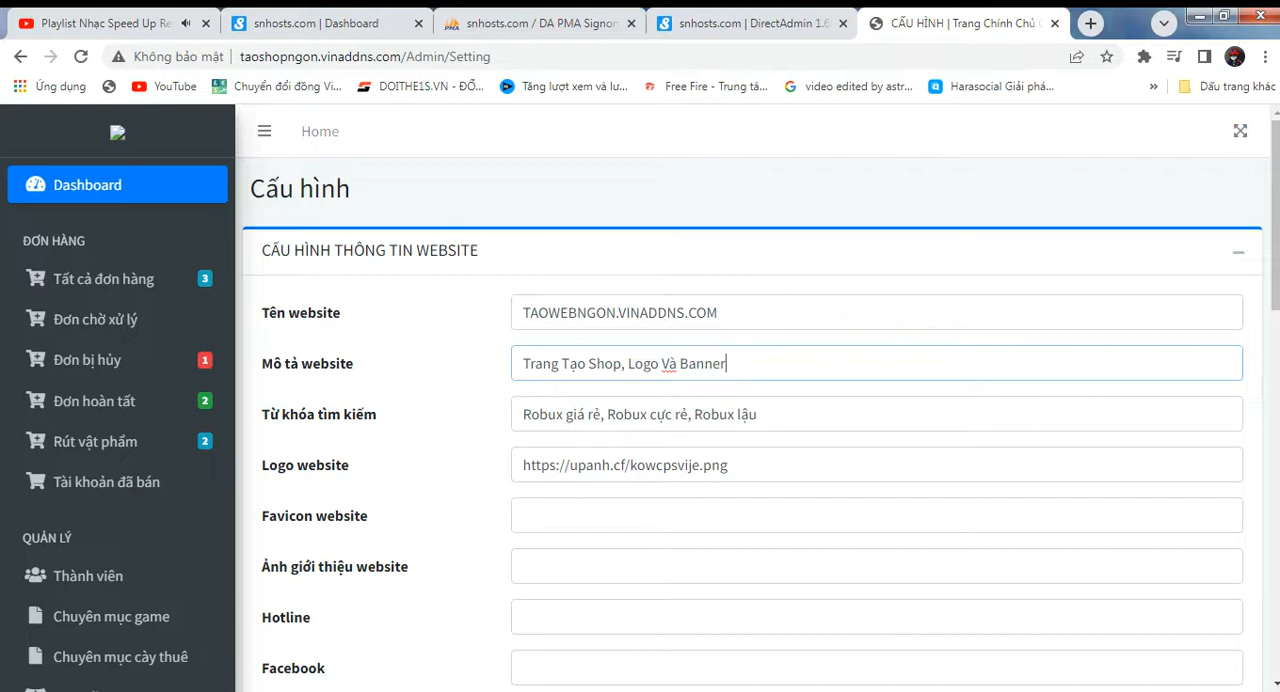 Playlist Nhạc Speed Up Re
snhosts.com | Dashboard
snhosts.com / DA PMA Signon
snhosts.com | DirectAdmin 1.6
CẤU HÌNH | Trang Chính Chủ
Không bảo mật
taoshopngon.vinaddns.com/Admin/Setting
Ứng dụng
YouTube
Chuyển đổi đồng Vi...
DOITHE1S.VN - ĐỔ...
Tăng lượt xem và lư...
Free Fire - Trung tâ...
video edited by astr...
Harasocial Giải phá...
»
Dấu trang khác
Home
Dashboard
Cấu hình
ĐƠN HÀNG
CẤU HÌNH THÔNG TIN WEBSITE
Tất cả đơn hàng 3
Đơn chờ xử lý
Đơn bị hủy 1
Đơn hoàn tất 2
Rút vật phẩm 2
Tài khoản đã bán
QUẢN LÝ
Thành viên
Chuyên mục game
Chuyên mục cày thuê
Tên website TAOWEBNGON.VINADDNS.COM
Mô tả website Trang Tạo Shop, Logo Và Banner
Từ khóa tìm kiếm Robux giá rẻ, Robux cực rẻ, Robux lậu
Logo website https://upanh.cf/kowcpsvije.png
Favicon website
Ảnh giới thiệu website
Hotline
Facebook